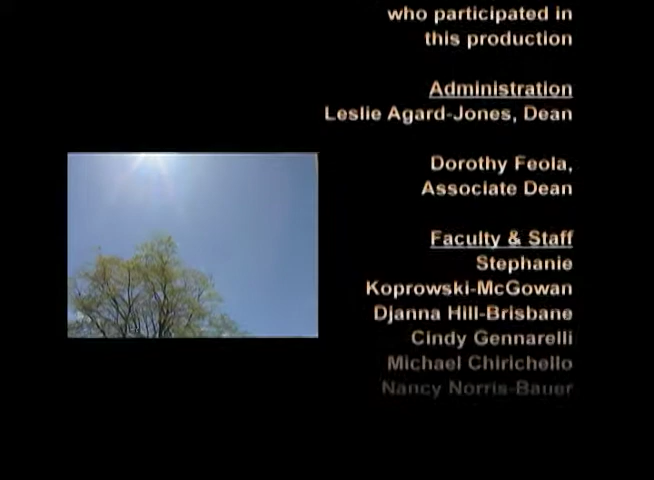 who participated in
this production
Administration
Leslie Agard-Jones, Dean
Dorothy Feola,
Associate Dean
Faculty & Staff
Stephanie
Koprowski-McGowan
Djanna Hill-Brisbane
Cindy Gennarelli
Michael Chirichello
Nancy Norris-Bauer